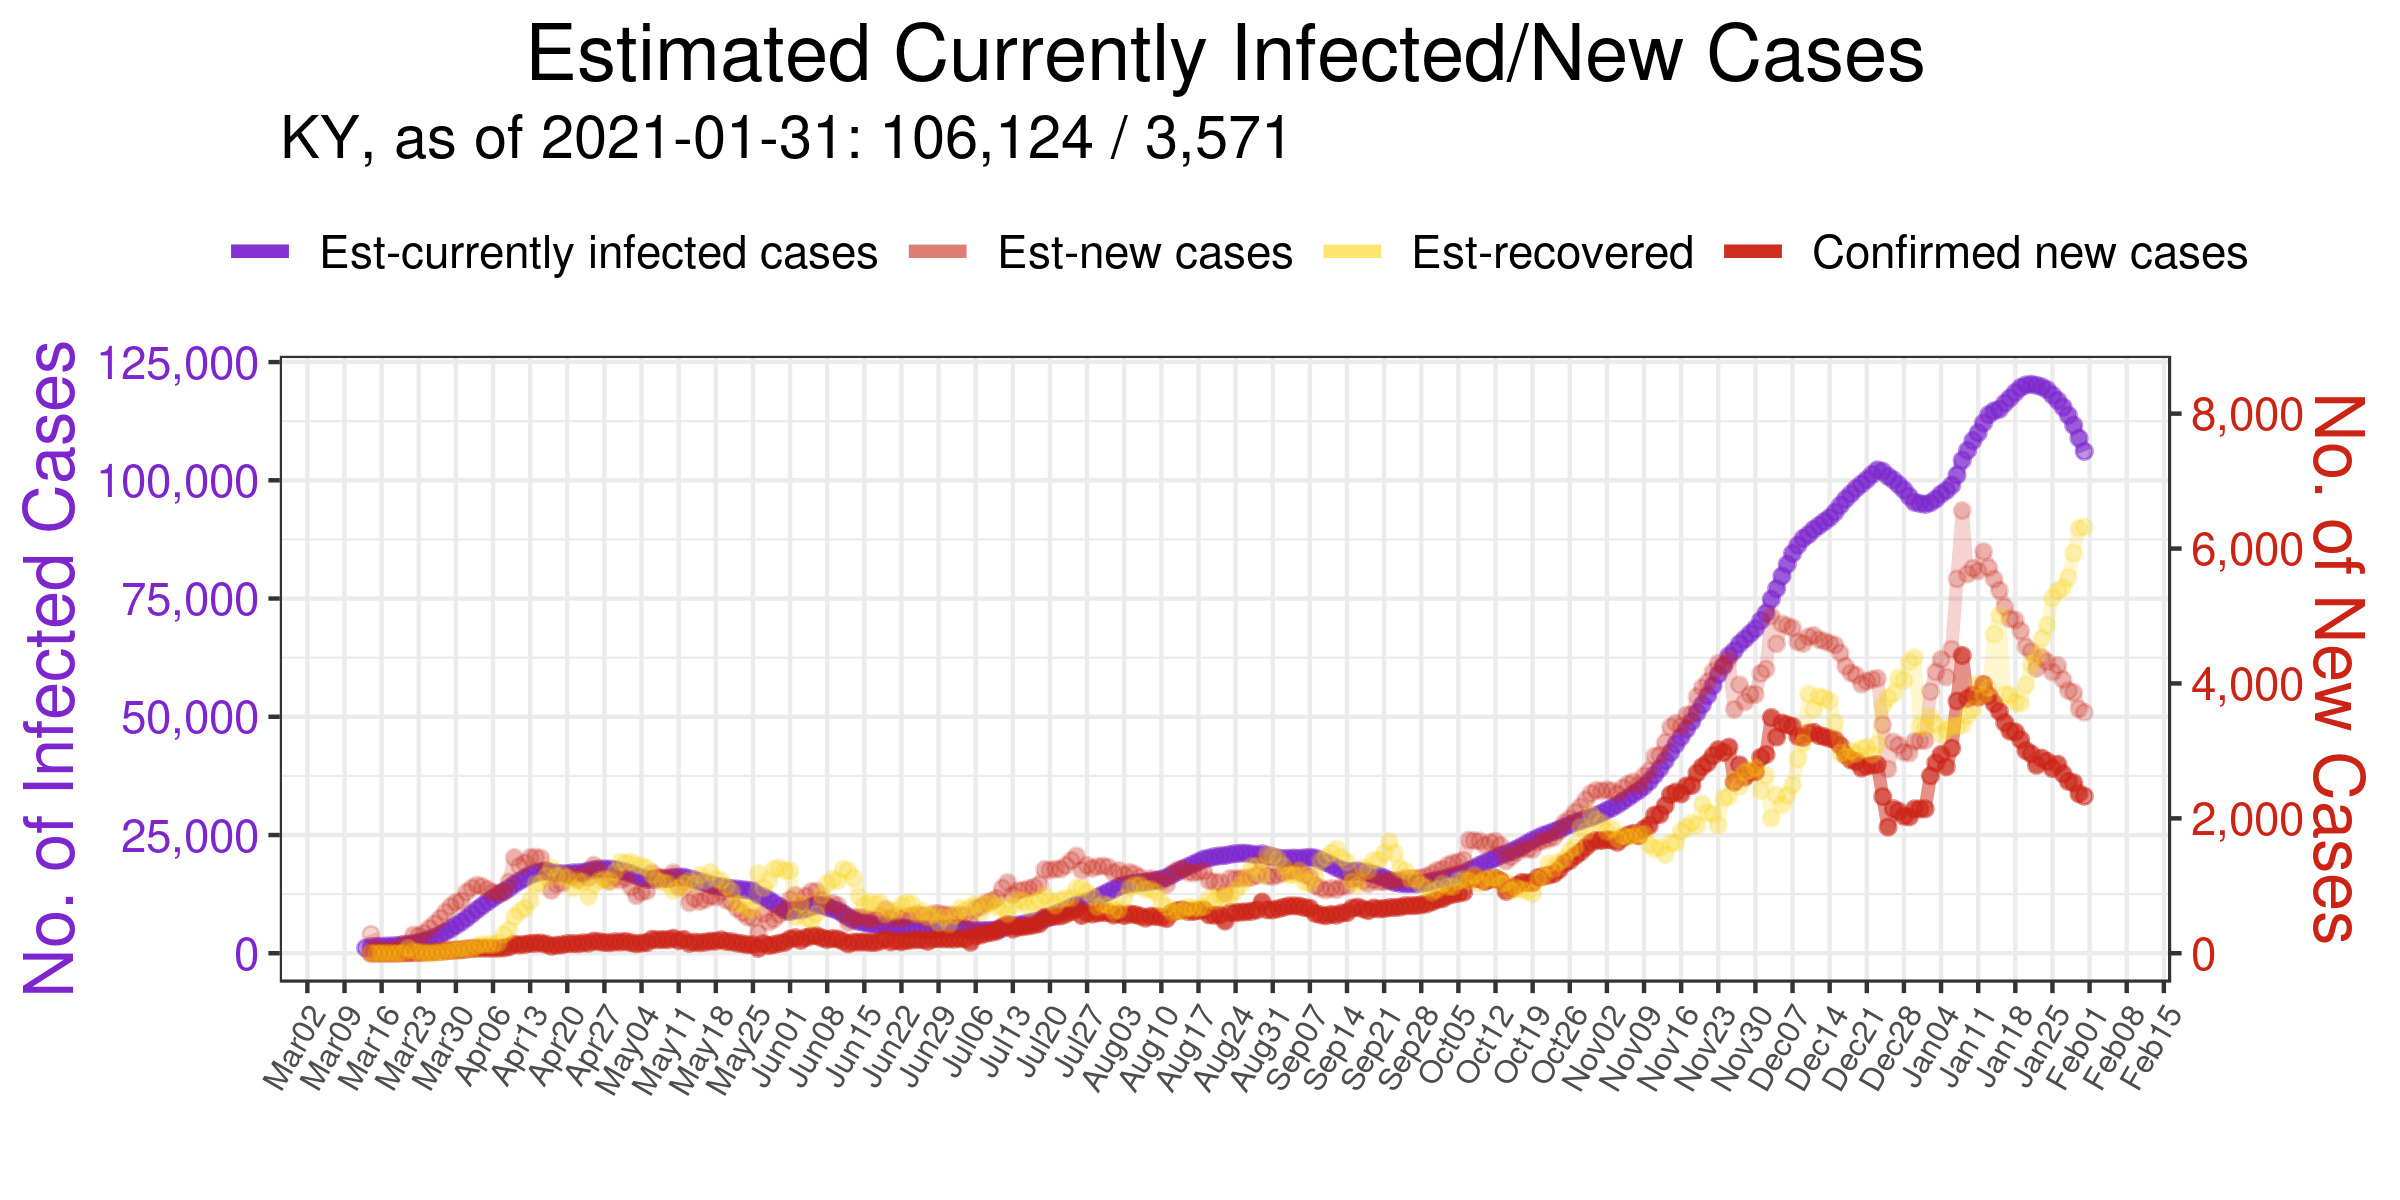 Estimated Currently Infected/New Cases
KY, as of 2021-01-31: 106,124 / 3,571
Est-currently infected cases Est-new cases Est-recovered Confirmed new cases
No. of Infected Cases
125,000
100,000
75,000
50,000
25,000
0
8,000
6,000
4,000
2,000
0
No. of New Cases
Mar02 Mar09 Mar16 Mar23 Mar30 Apr06 Apr13 Apr20 Apr27 May04 May11 May18 May25 Jun01 Jun08 Jun15 Jun22 Jun29 Jul06 Jul13 Jul20 Jul27 Aug03 Aug10 Aug17 Aug24 Aug31 Sep07 Sep14 Sep21 Sep28 Oct05 Oct12 Oct19 Oct26 Nov02 Nov09 Nov16 Nov23 Nov30 Dec07 Dec14 Dec21 Dec28 Jan04 Jan11 Jan18 Jan25 Feb01 Feb08 Feb15